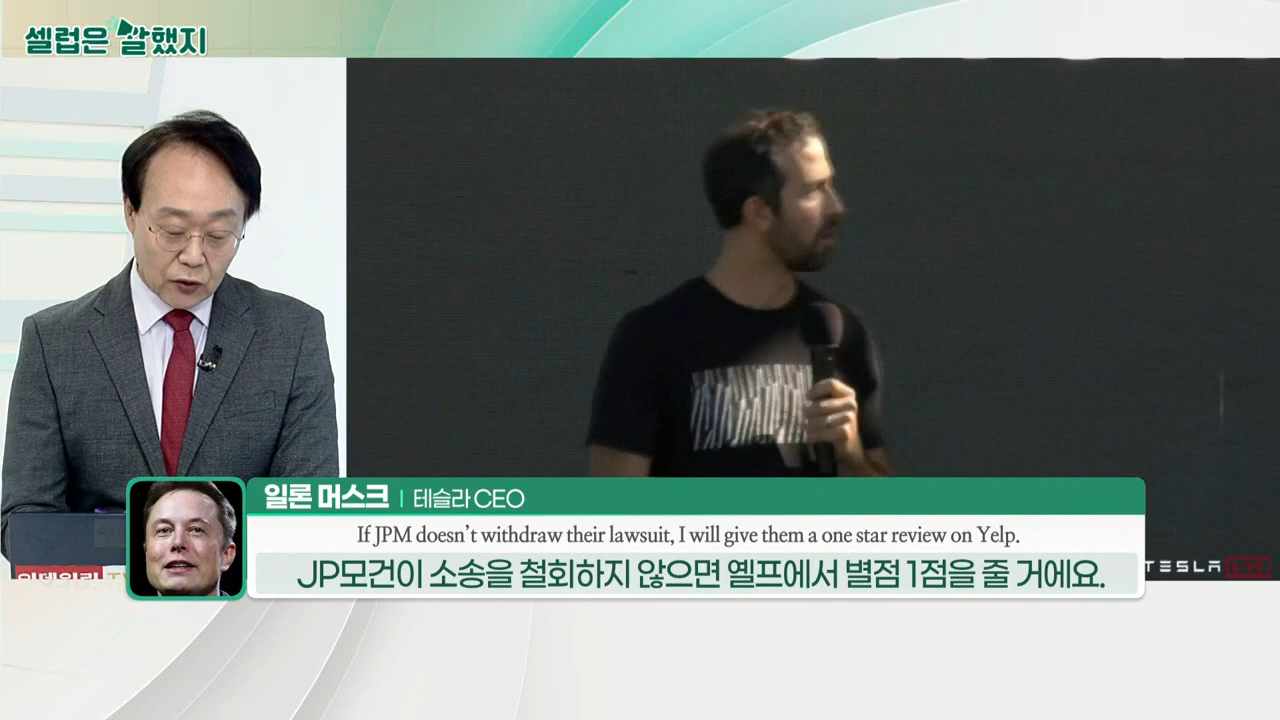 셀럽은 말했지
일론 머스크 | 테슬라 CEO
If JPM doesn't withdraw their lawsuit, I will give them a one star review on Yelp.
JP모건이 소송을 철회하지 않으면 옐프에서 별점 1점을 줄 거에요.
TESLA